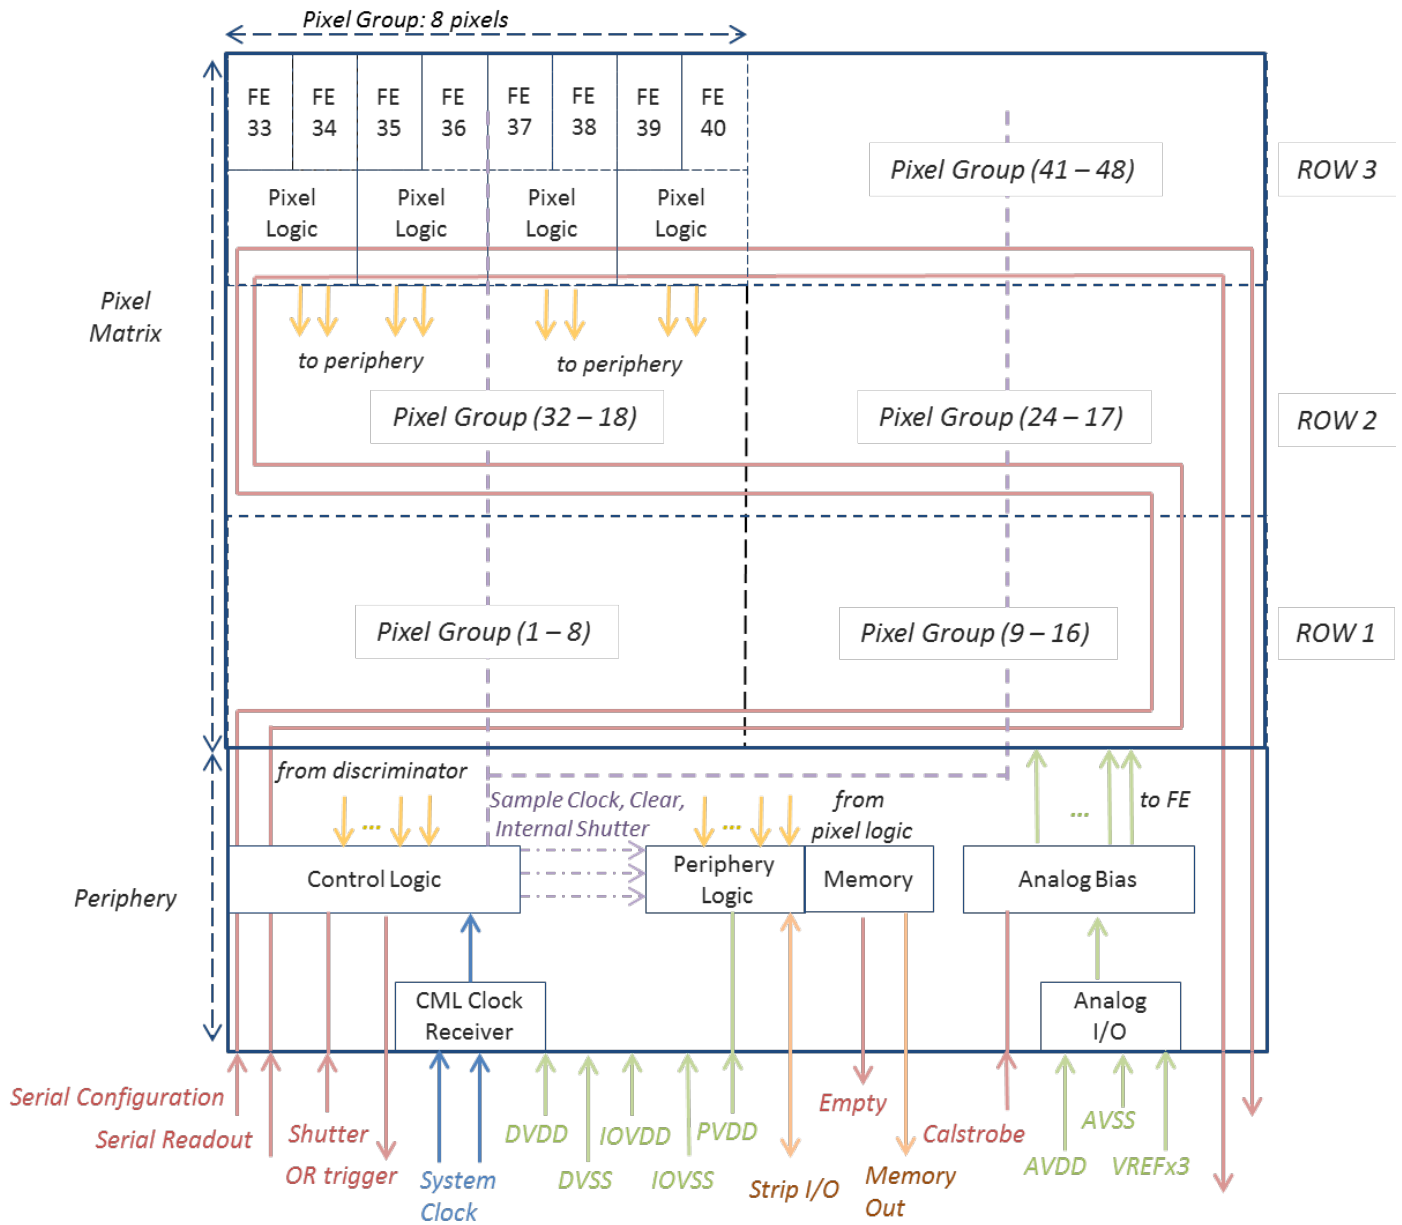 Pixel Group: 8 pixels
FE 33
FE 34
FE 35
FE 36
FE 37
FE 38
FE 39
FE 40
Pixel Logic
Pixel Logic
Pixel Logic
Pixel Logic
Pixel Group (41 – 48)
ROW 3
Pixel
Matrix
to periphery
to periphery
Pixel Group (32 – 18)
Pixel Group (24 – 17)
ROW 2
Pixel Group (1 – 8)
Pixel Group (9 – 16)
ROW 1
from discriminator
...
Sample Clock, Clear,
Internal Shutter
...
from
pixel logic
...
to FE
Periphery
Control Logic
Periphery
Logic
Memory
Analog Bias
CML Clock
Receiver
Analog
I/O
Serial Configuration
Serial Readout
Shutter
OR trigger
System
Clock
DVDD
DVSS
IOVDD
IOVSS
PVDD
Strip I/O
Empty
Memory
Out
Calstrobe
AVDD
AVSS
VREFx3